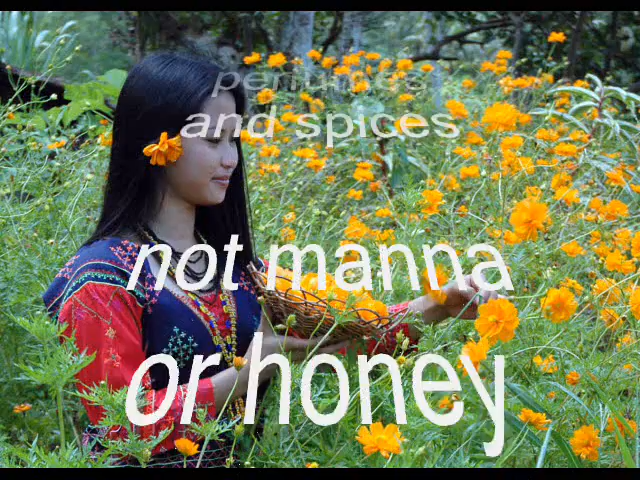 perfumes
and spices
not manna
or honey